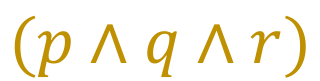 (p ∧ q ∧ r)